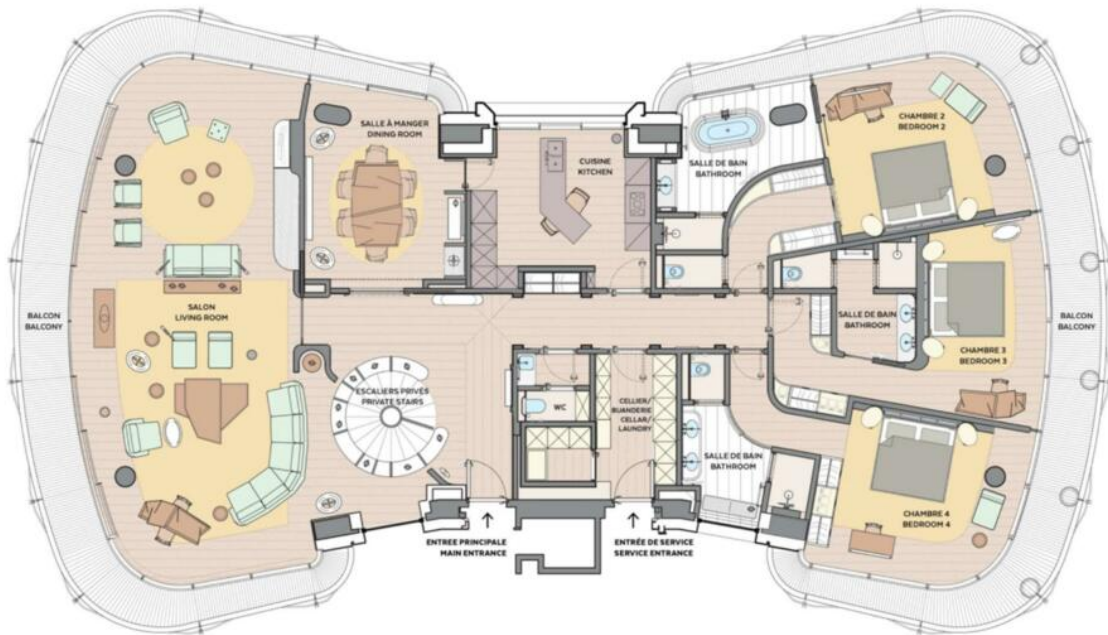 SALLE À MANGER
DINING ROOM
CUISINE
KITCHEN
SALLE DE BAIN
BATHROOM
CHAMBRE 2
BEDROOM 2
BALCON
BALCONY
SALON
LIVING ROOM
SALLE DE BAIN
BATHROOM
CHAMBRE 3
BEDROOM 3
BALCON
BALCONY
ESCALIERS PRIVÉS
PRIVATE STAIRS
WC
CELLIER/
BUANDERIE
CELLAR/
LAUNDRY
SALLE DE BAIN
BATHROOM
CHAMBRE 4
BEDROOM 4
ENTREE PRINCIPALE
MAIN ENTRANCE
ENTRÉE DE SERVICE
SERVICE ENTRANCE